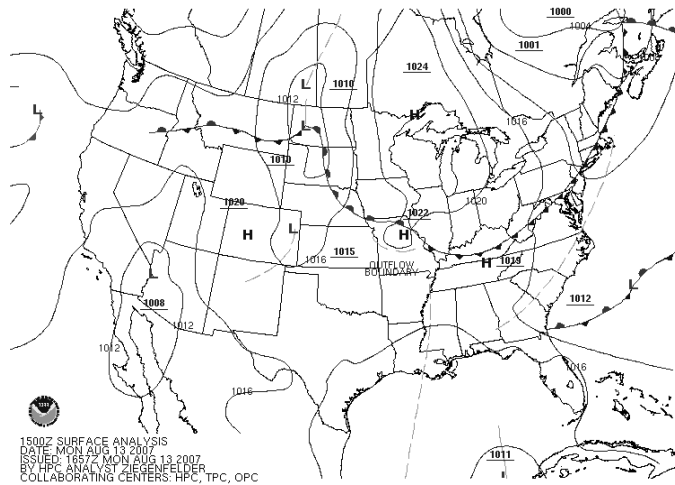 1000
1004
1001
1024
L
1010
1012
L
H
1016
L
1010
1020
1022
1020
H
L
H
1016
1015
OUTFLOW
BOUNDARY
H
1019
L
1008
1012
1012
L
1012
1016
1016
1011
L
1500Z SURFACE ANALYSIS
DATE: MON AUG 13 2007
ISSUED: 1657Z MON AUG 13 2007
BY HPC ANALYST ZIEGENFELDER
COLLABORATING CENTERS: HPC, TPC, OPC